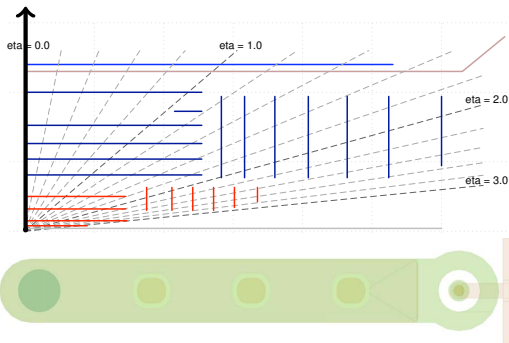 eta = 0.0
eta = 1.0
eta = 2.0
eta = 3.0